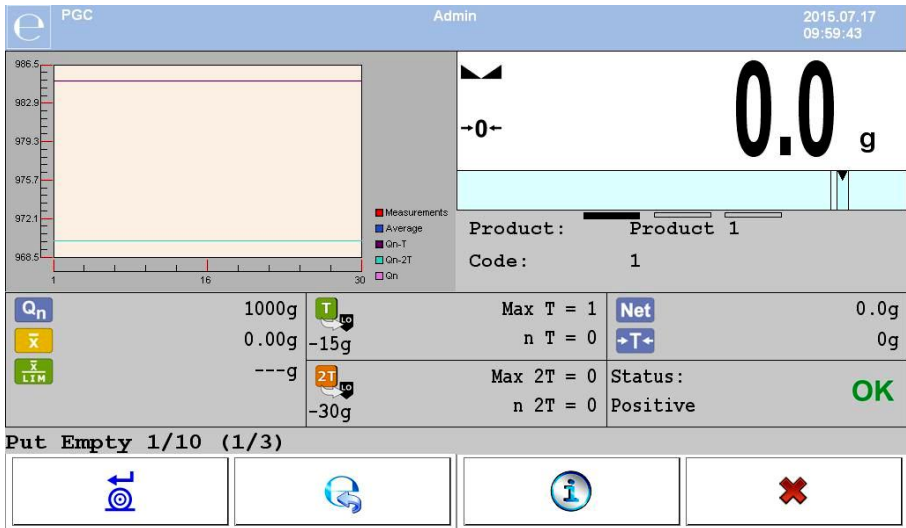 PGC
Admin
2015.07.17
09:59:43
986.5
982.9
979.3
975.7
972.1
968.5
1
16
30
Measurements
Average
Qn-T
Qn-2T
Qn
→0←
0.0 g
Product: Product 1
Code: 1
Qn 1000g
x̄ 0.00g
x̄ LIM ---g
T LO
-15g
Max T = 1
n T = 0
2T LO
-30g
Max 2T = 0
n 2T = 0
Net 0.0g
→T← 0g
Status:
Positive
OK
Put Empty 1/10 (1/3)